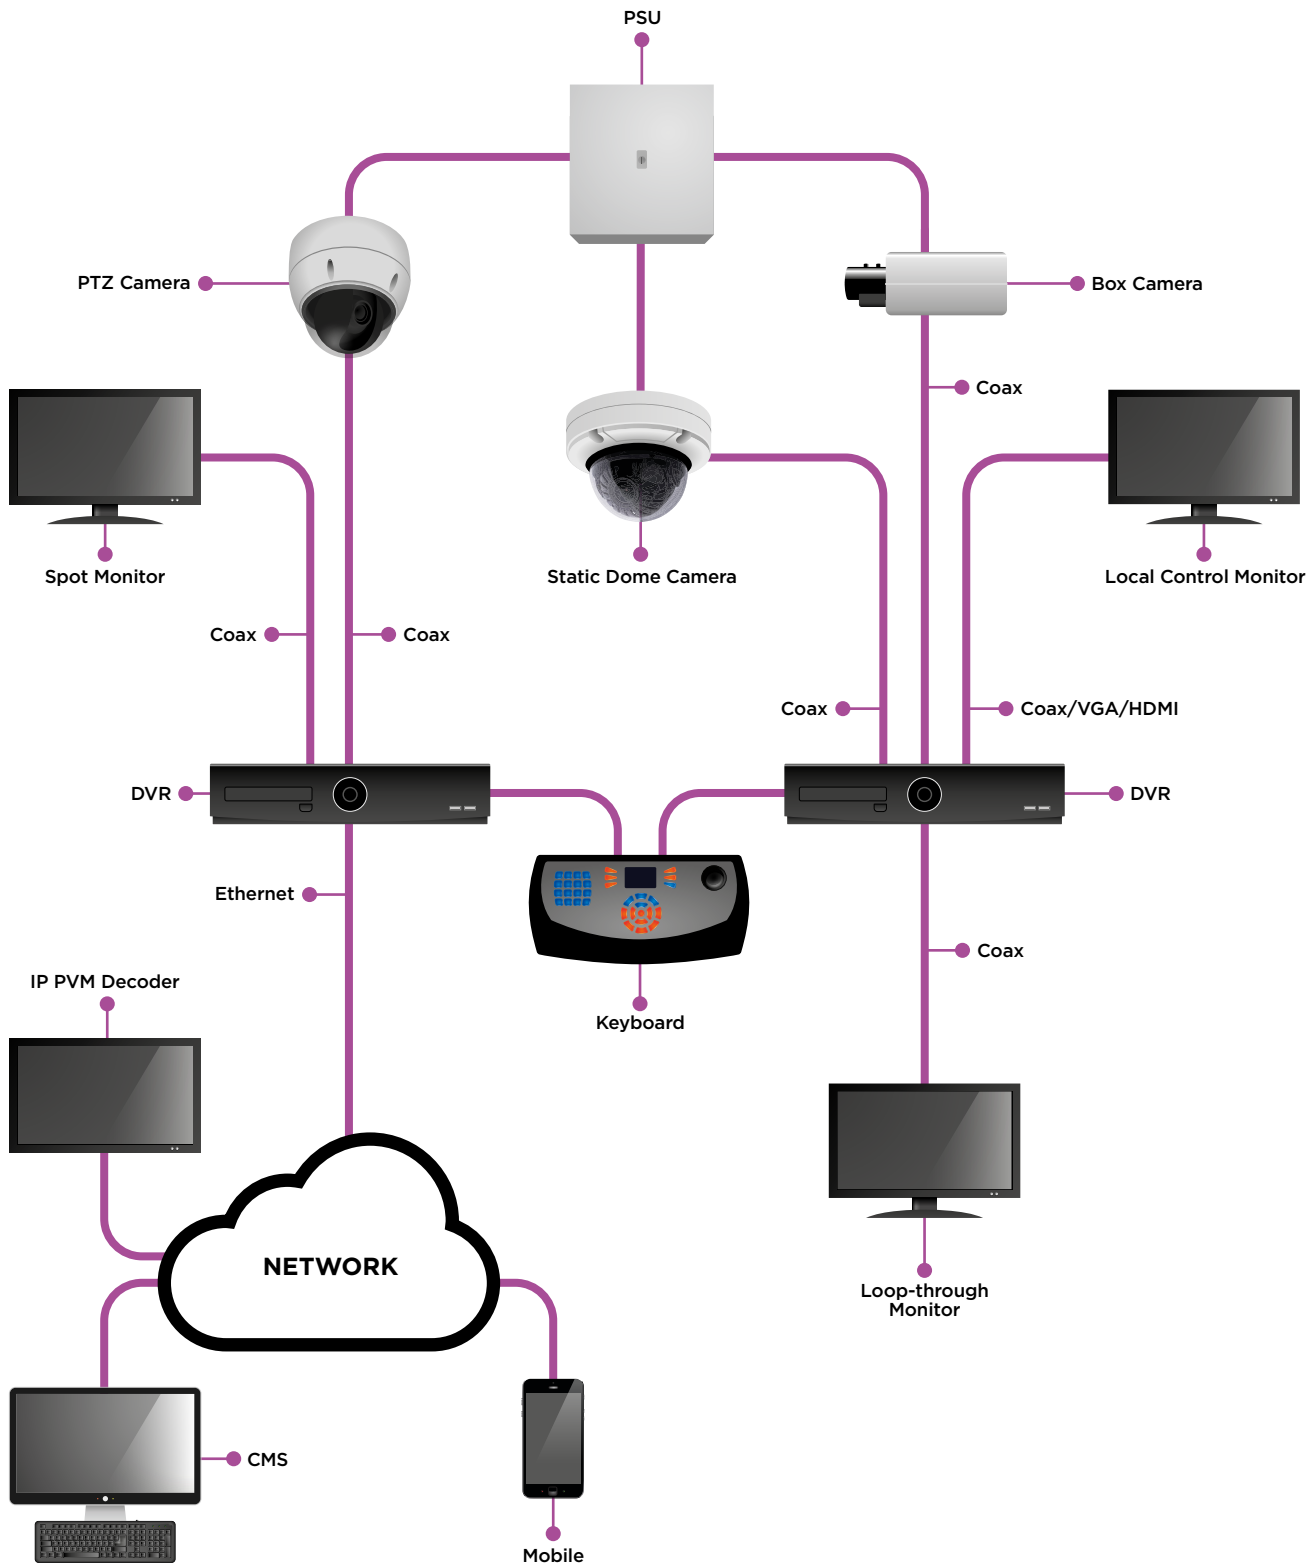 PSU
PTZ Camera
Box Camera
Coax
Spot Monitor
Static Dome Camera
Local Control Monitor
Coax
Coax
Coax
Coax/VGA/HDMI
DVR
DVR
Ethernet
Coax
IP PVM Decoder
Keyboard
NETWORK
Loop-through
Monitor
CMS
Mobile